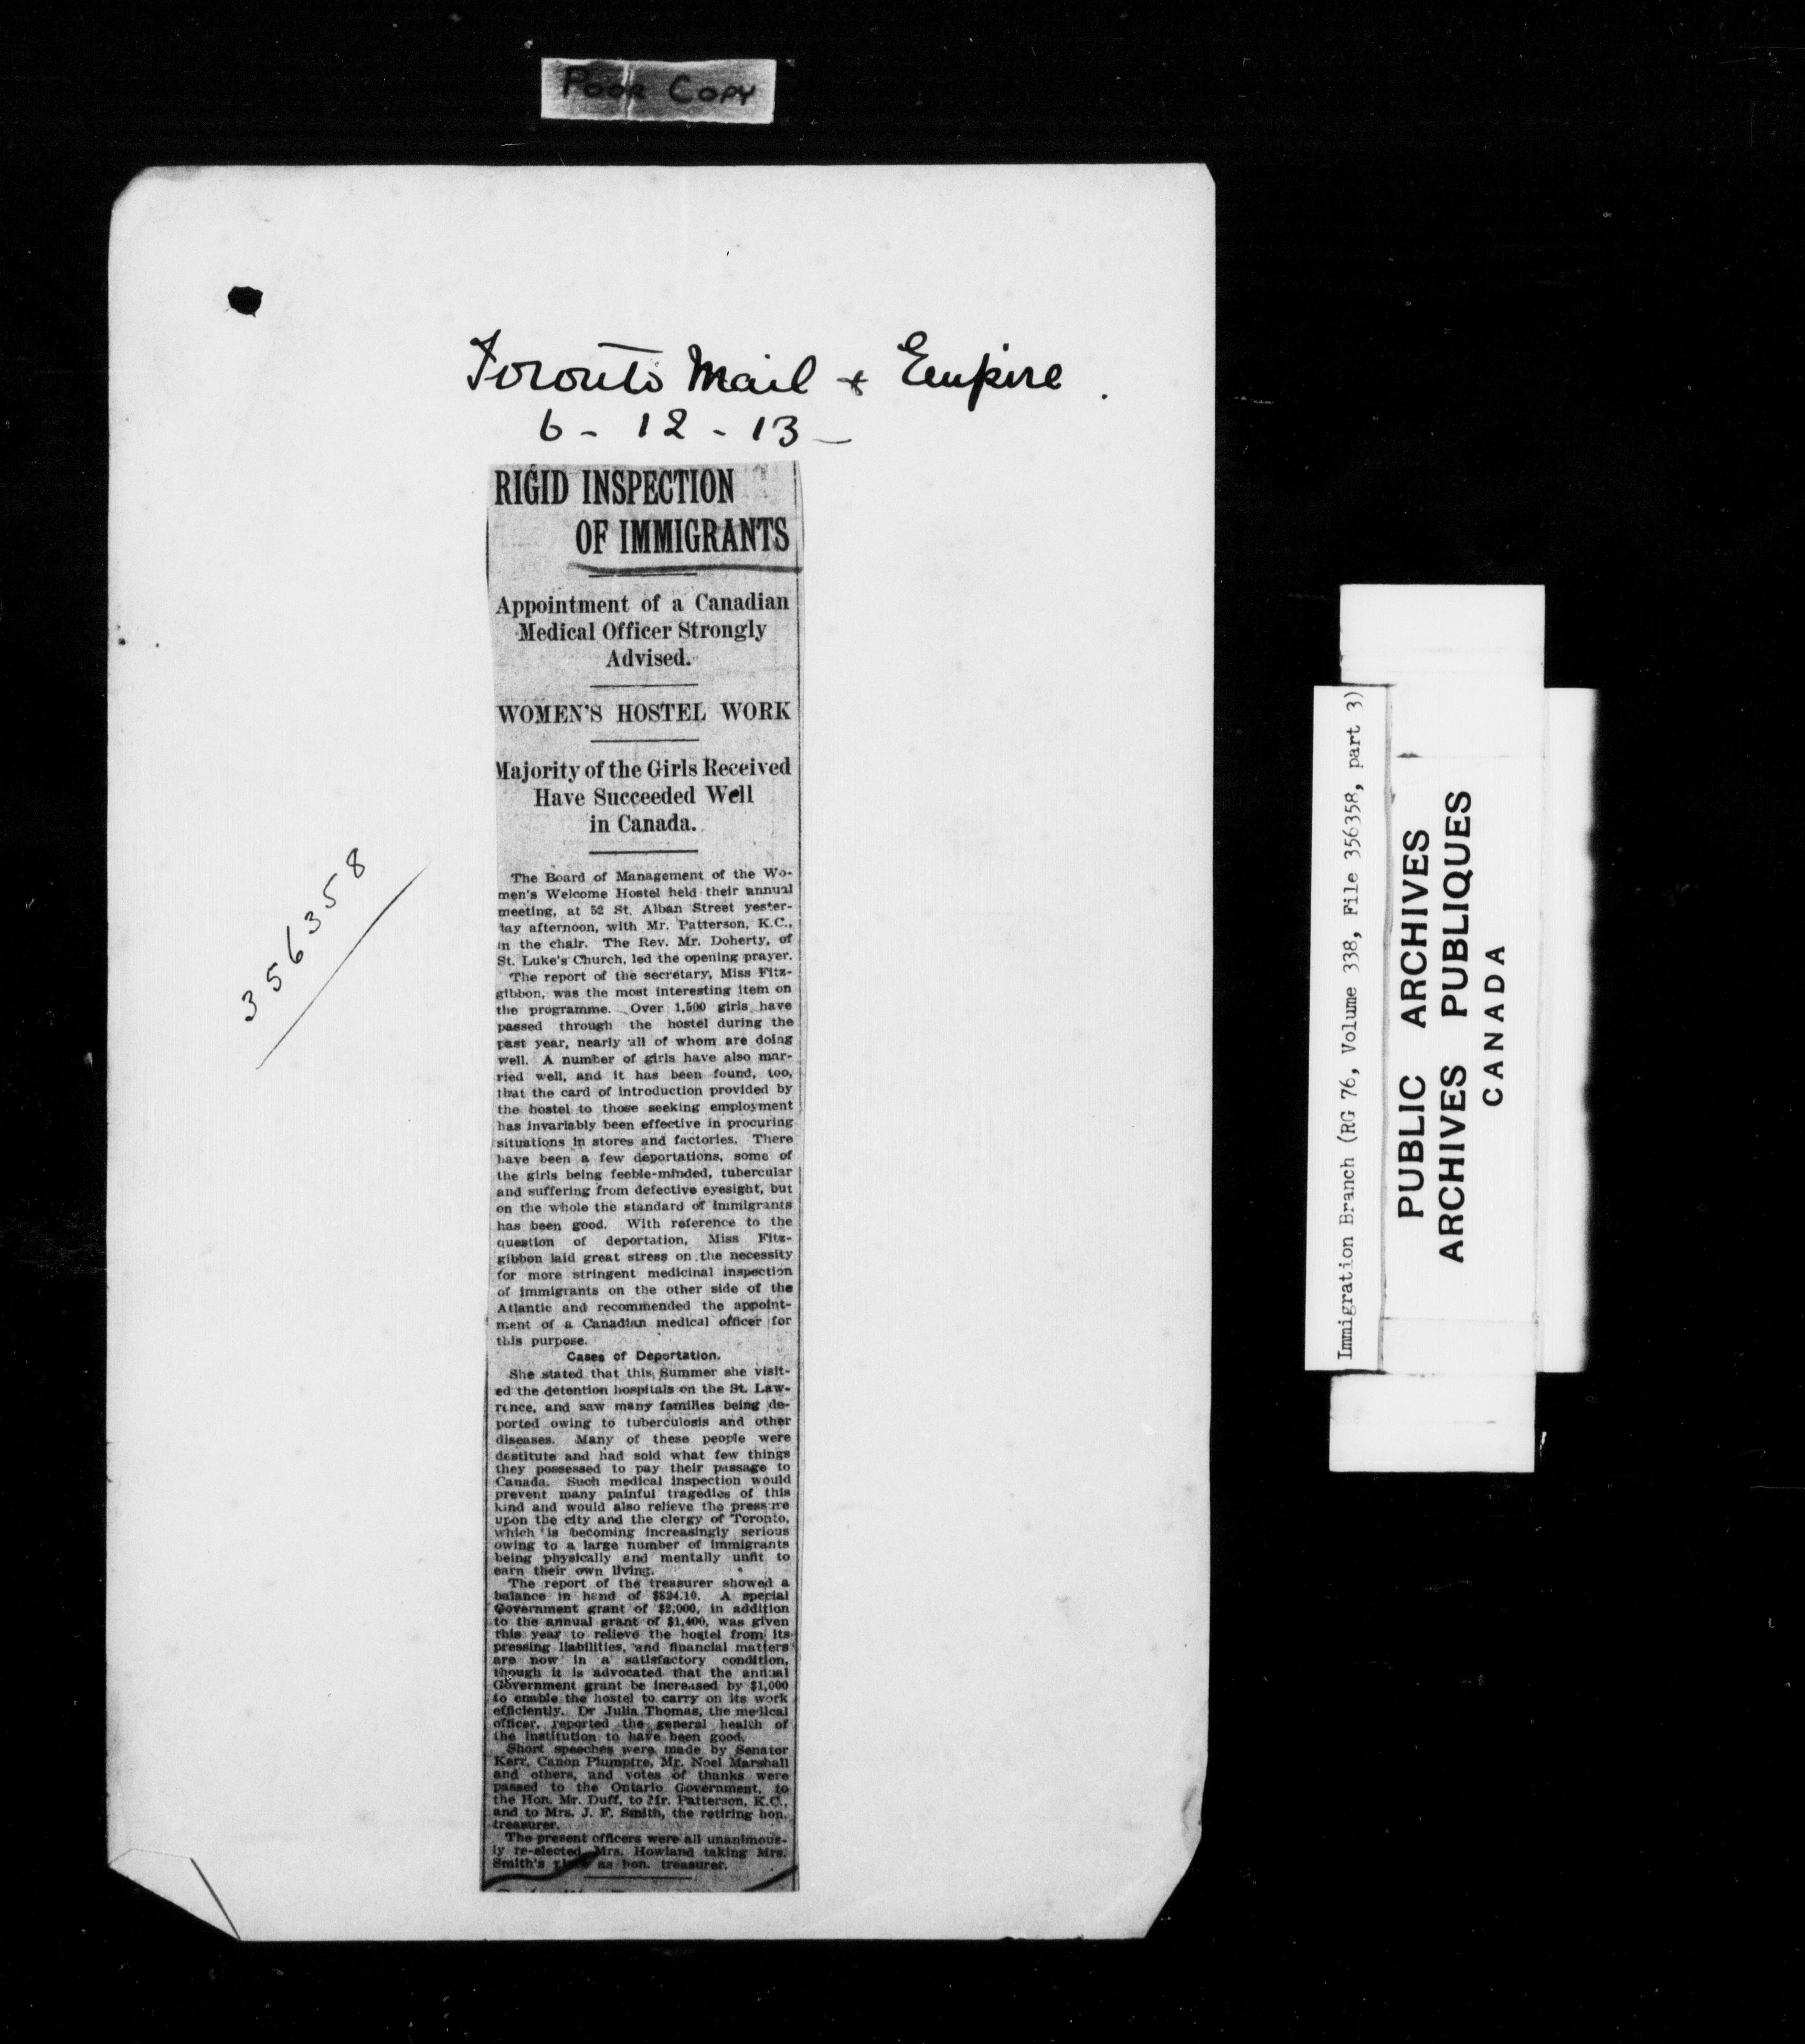 POOR COPY
Toronto Mail & Empire.
6 - 12 - 13 -
RIGID INSPECTION
OF IMMIGRANTS
Appointment of a Canadian
Medical Officer Strongly
Advised.
WOMEN'S HOSTEL WORK
Majority of the Girls Received
Have Succeeded Well
in Canada.
The Board of Management of the Wo-
men's Welcome Hostel held their annual
meeting, at 52 St. Alban Street yester-
day afternoon, with Mr. Patterson, K.C.,
in the chair. The Rev. Mr. Doherty, of
St. Luke's Church, led the opening prayer.
The report of the secretary, Miss Fitz-
gibbon, was the most interesting item on
the programme. Over 1,500 girls have
passed through the hostel during the
past year, nearly all of whom are doing
well. A number of girls have also mar-
ried well, and it has been found, too,
that the card of introduction provided by
the hostel to those seeking employment
has invariably been effective in procuring
situations in stores and factories. There
have been a few deportations, some of
the girls being feeble-minded, tubercular
and suffering from defective eyesight, but
on the whole the standard of immigrants
has been good. With reference to the
question of deportation, Miss Fitz-
gibbon laid great stress on the necessity
for more stringent medicinal inspection
of immigrants on the other side of the
Atlantic and recommended the appoint-
ment of a Canadian medical officer for
this purpose.
Cases of Deportation.
She stated that this Summer she visit-
ed the detention hospitals on the St. Law-
rence, and saw many families being de-
ported owing to tuberculosis and other
diseases. Many of these people were
destitute and had sold what few things
they possessed to pay their passage to
Canada. Such medical inspection would
prevent many painful tragedies of this
kind and would also relieve the pressure
upon the city and the clergy of Toronto,
which is becoming increasingly serious
owing to a large number of immigrants
being physically and mentally unfit to
earn their own living.
The report of the treasurer showed a
balance in hand of $824.10. A special
Government grant of $2,000, in addition
to the annual grant of $1,400, was given
this year to relieve the hostel from its
pressing liabilities, and financial matters
are now in a satisfactory condition,
though it is advocated that the annual
Government grant be increased by $1,000
to enable the hostel to carry on its work
efficiently. Dr Julia Thomas, the medical
officer, reported the general health of
the institution to have been good.
Short speeches were made by Senator
Kerr, Canon Plumptre, Mr. Noel Marshall
and others, and votes of thanks were
passed to the Ontario Government, to
the Hon. Mr. Duff, to Mr. Patterson, K.C.,
and to Mrs. J. F. Smith, the retiring hon.
treasurer.
The present officers were all unanimous-
ly re-elected, Mrs. Howland taking Mrs.
Smith's place as hon. treasurer.
356358
Immigration Branch (RG 76, Volume 338, File 356358, part 3)
PUBLIC ARCHIVES
ARCHIVES PUBLIQUES
CANADA